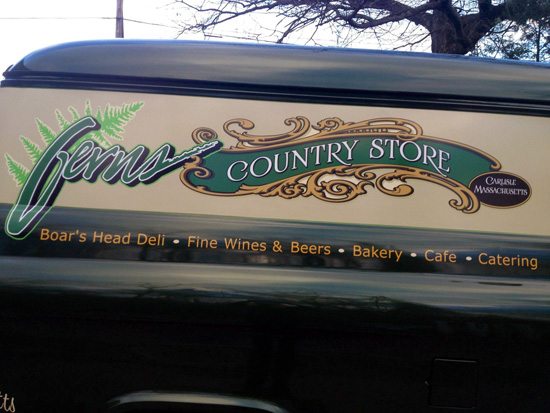 Ferns
COUNTRY STORE
CARLISLE
MASSACHUSETTS
Boar's Head Deli • Fine Wines & Beers • Bakery • Cafe • Catering